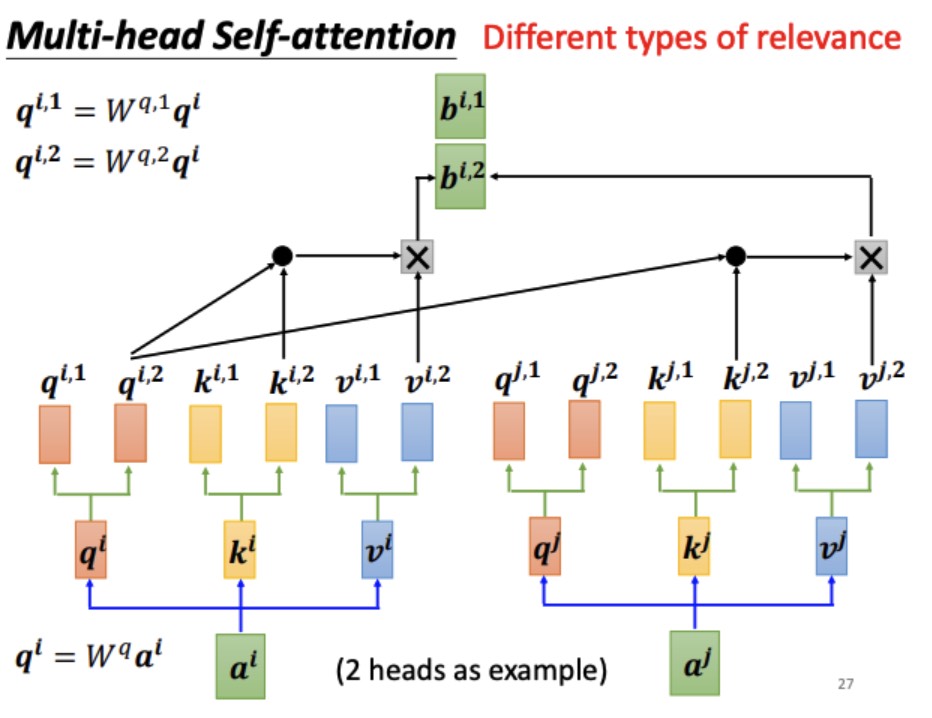 Multi-head Self-attention Different types of relevance
q^{i,1} = W^{q,1}q^i
q^{i,2} = W^{q,2}q^i
b^{i,1}
b^{i,2}
q^{i,1} q^{i,2} k^{i,1} k^{i,2} v^{i,1} v^{i,2} q^{j,1} q^{j,2} k^{j,1} k^{j,2} v^{j,1} v^{j,2}
q^i k^i v^i q^j k^j v^j
q^i = W^q a^i a^i (2 heads as example) a^j
27